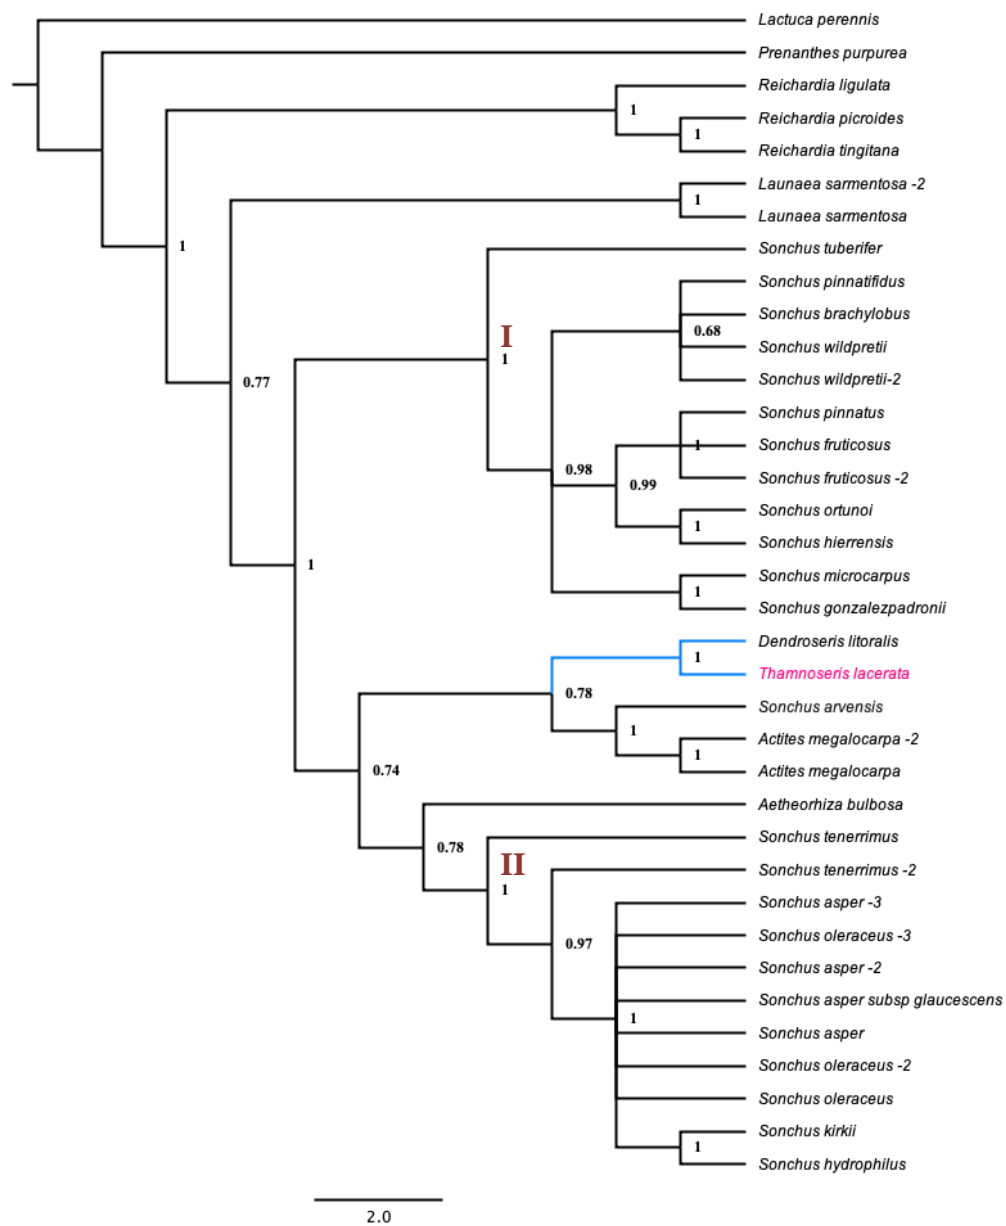 Lactuca perennis
Prenanthes purpurea
Reichardia ligulata
1
Reichardia picroides
1
Reichardia tingitana
Launaea sarmentosa -2
1
Launaea sarmentosa
1
Sonchus tuberifer
Sonchus pinnatifidus
Sonchus brachylobus
I
0.68
Sonchus wildpretii
1
0.77
Sonchus wildpretii-2
Sonchus pinnatus
1
Sonchus fruticosus
0.98
Sonchus fruticosus -2
0.99
Sonchus ortunoi
1
Sonchus hierrensis
1
Sonchus microcarpus
1
Sonchus gonzalezpadronii
Dendroseris litoralis
1
Thamnoseris lacerata
0.78
Sonchus arvensis
1
Actites megalocarpa -2
1
0.74
Actites megalocarpa
Aetheorhiza bulbosa
Sonchus tenerrimus
0.78
II
Sonchus tenerrimus -2
1
Sonchus asper -3
Sonchus oleraceus -3
0.97
Sonchus asper -2
Sonchus asper subsp glaucescens
1
Sonchus asper
Sonchus oleraceus -2
Sonchus oleraceus
Sonchus kirkii
1
Sonchus hydrophilus
2.0